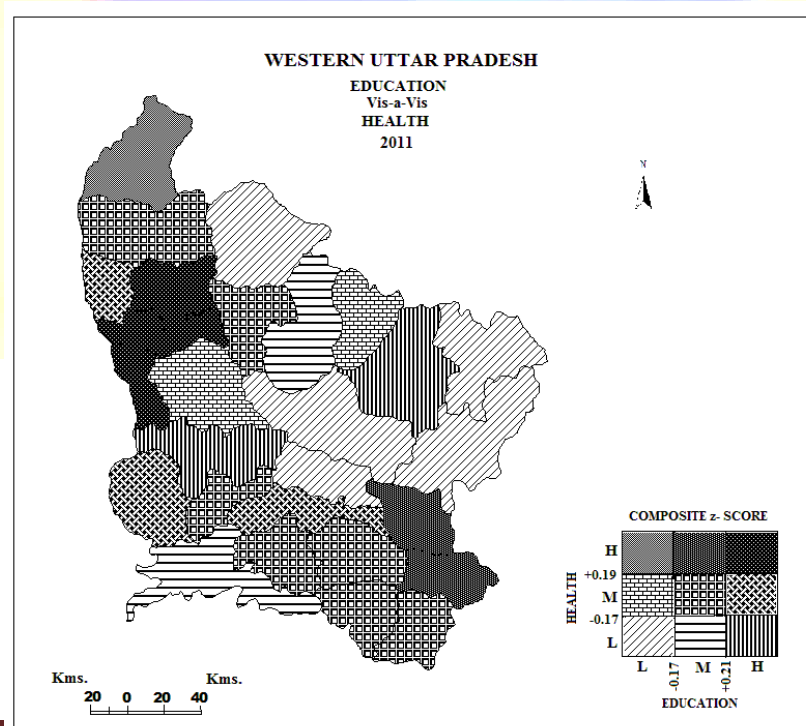 WESTERN UTTAR PRADESH
EDUCATION
Vis-a-Vis
HEALTH
2011
N
COMPOSITE z- SCORE
H
+0.19
M
-0.17
L
HEALTH
L M H
-0.17 +0.21
EDUCATION
Kms. Kms.
20 0 20 40